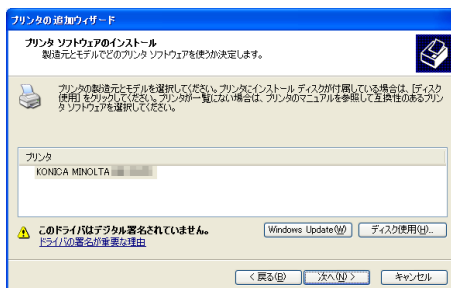 プリンタの追加ウィザード
プリンタ ソフトウェアのインストール
製造元とモデルでどのプリンタ ソフトウェアを使うか決定します。
プリンタの製造元とモデルを選択してください。プリンタにインストール ディスクが付属している場合は、[ディスク
使用] をクリックしてください。プリンタが一覧にない場合は、プリンタのマニュアルを参照して互換性のあるプリン
タ ソフトウェアを選択してください。
プリンタ
KONICA MINOLTA
このドライバはデジタル署名されていません。
ドライバの署名が重要な理由
Windows Update(W)
ディスク使用(H)...
< 戻る(B)
次へ(N) >
キャンセル